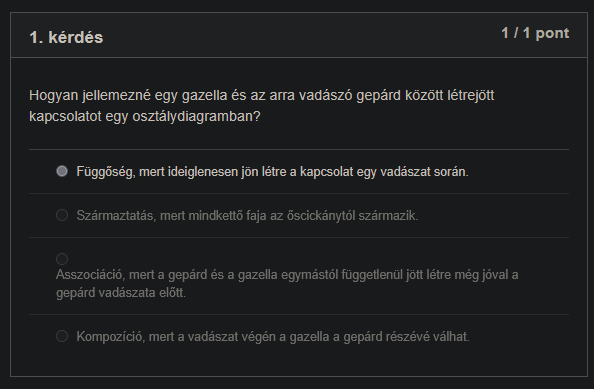 1. kérdés
1 / 1 pont
Hogyan jellemezné egy gazella és az arra vadászó gepárd között létrejött
kapcsolatot egy osztálydiagramban?
Függőség, mert ideiglenesen jön létre a kapcsolat egy vadászat során.
Származtatás, mert mindkettő faja az őscickánytól származik.
Asszociáció, mert a gepárd és a gazella egymástól függetlenül jött létre még jóval a
gepárd vadászata előtt.
Kompozíció, mert a vadászat végén a gazella a gepárd részévé válhat.